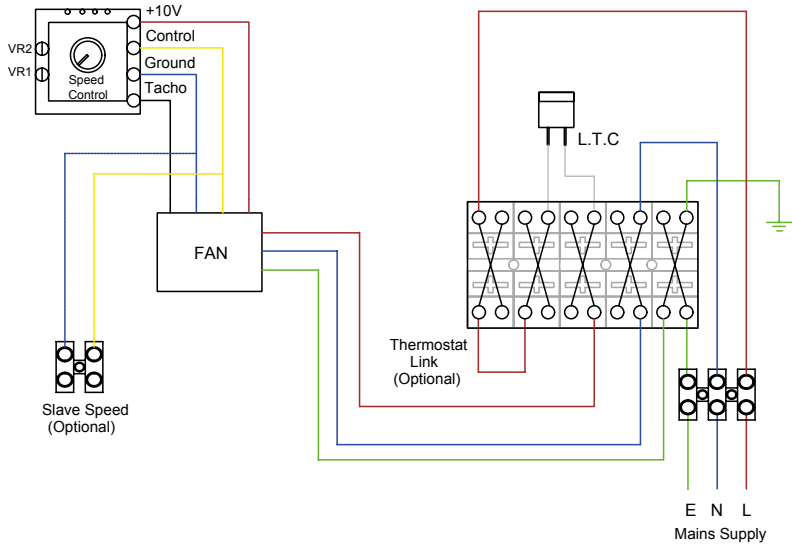 +10V
Control
Ground
Tacho
VR2
VR1
Speed
Control
L.T.C
FAN
Thermostat
Link
(Optional)
Slave Speed
(Optional)
E N L
Mains Supply